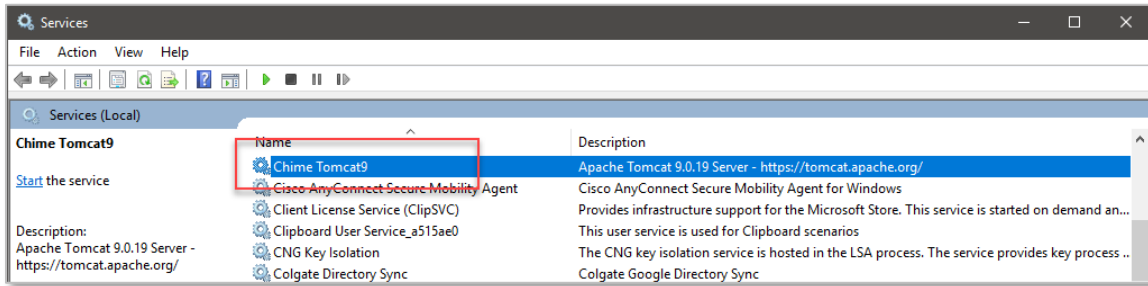 Services
File Action View Help
Services (Local)
Chime Tomcat9
Start the service
Description:
Apache Tomcat 9.0.19 Server -
https://tomcat.apache.org/
Name Description
Chime Tomcat9 Apache Tomcat 9.0.19 Server - https://tomcat.apache.org/
Cisco AnyConnect Secure Mobility Agent Cisco AnyConnect Secure Mobility Agent for Windows
Client License Service (ClipSVC) Provides infrastructure support for the Microsoft Store. This service is started on demand an...
Clipboard User Service_a515ae0 This user service is used for Clipboard scenarios
CNG Key Isolation The CNG key isolation service is hosted in the LSA process. The service provides key process ..
Colgate Directory Sync Colgate Google Directory Sync